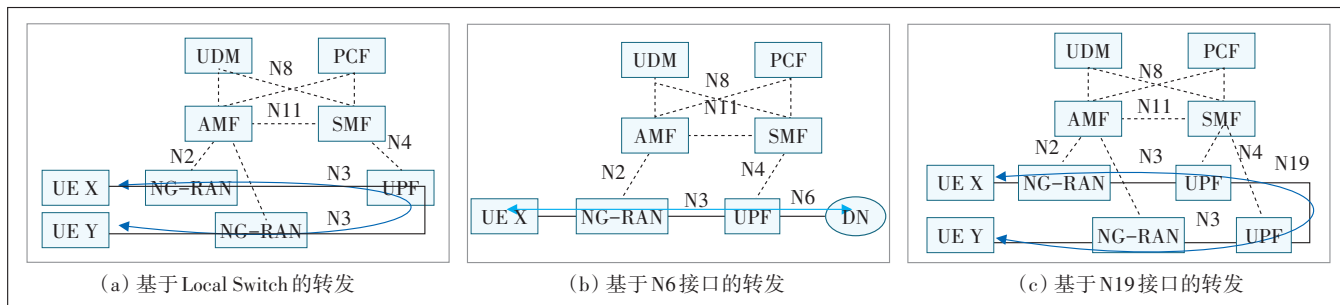 UDM PCF
N8
N11
AMF SMF
N2 N4
N3
UE X NG-RAN UPF
N3
UE Y NG-RAN
(a)基于Local Switch的转发
UDM PCF
N8
N11
AMF SMF
N2 N4
N3 N6
UE X NG-RAN UPF DN
(b)基于N6接口的转发
UDM PCF
N8
N11
AMF SMF
N2 N3 N4 N19
UE X NG-RAN UPF
N3
UE Y NG-RAN UPF
(c)基于N19接口的转发